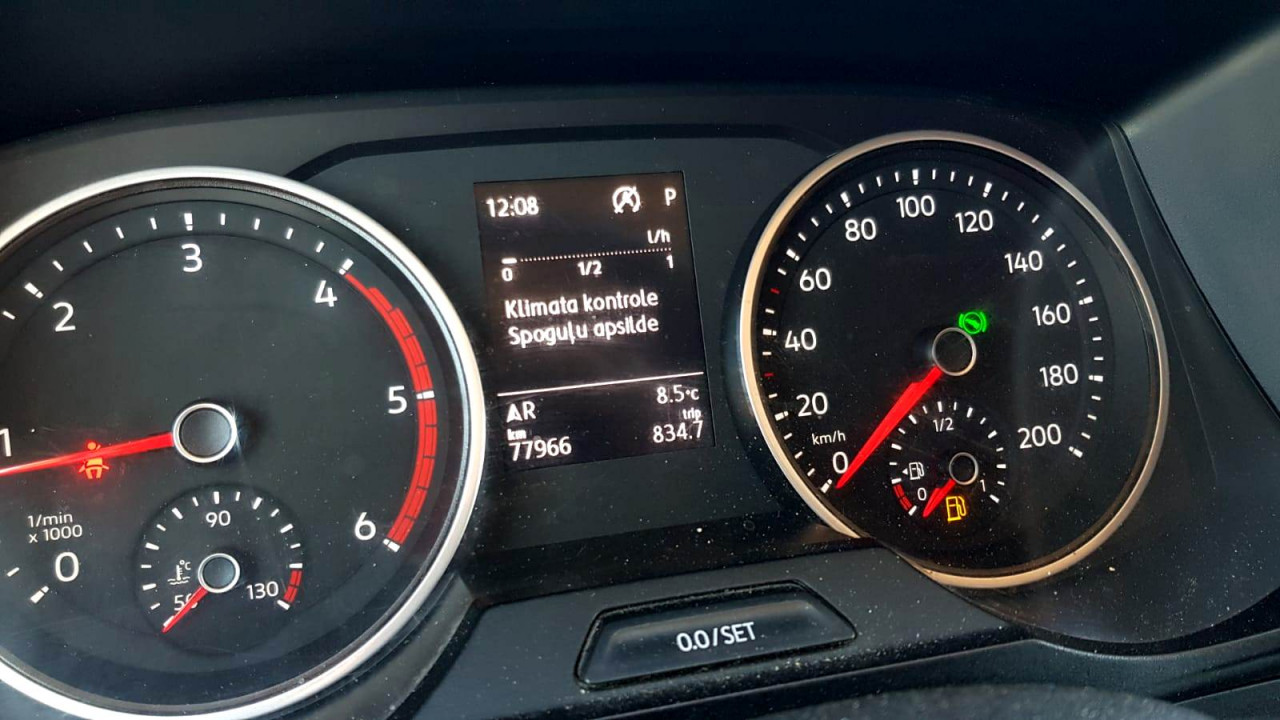 1
2
3
4
5
6
1/min
x 1000
0
90
°C
50
130
12:08 P
l/h
0 1/2 1
Klimata kontrole
Spoguļu apsilde
AR 8.5°C
km trip
77966 834.7
0
20
40
60
80
100
120
140
160
180
200
km/h
1/2
0
1
0.0/SET